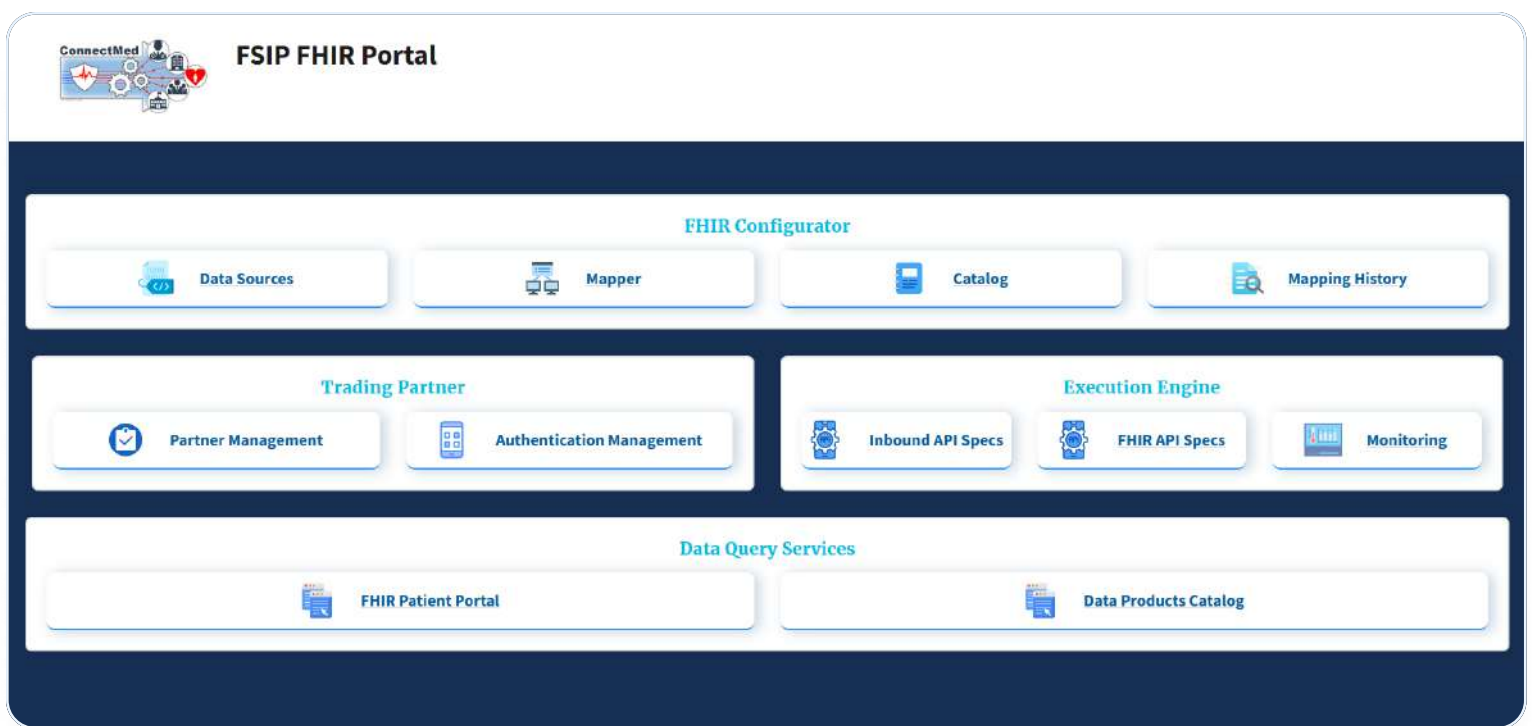 ConnectMed
FSIP FHIR Portal
FHIR Configurator
Data Sources
Mapper
Catalog
Mapping History
Trading Partner
Execution Engine
Partner Management
Authentication Management
Inbound API Specs
FHIR API Specs
Monitoring
Data Query Services
FHIR Patient Portal
Data Products Catalog